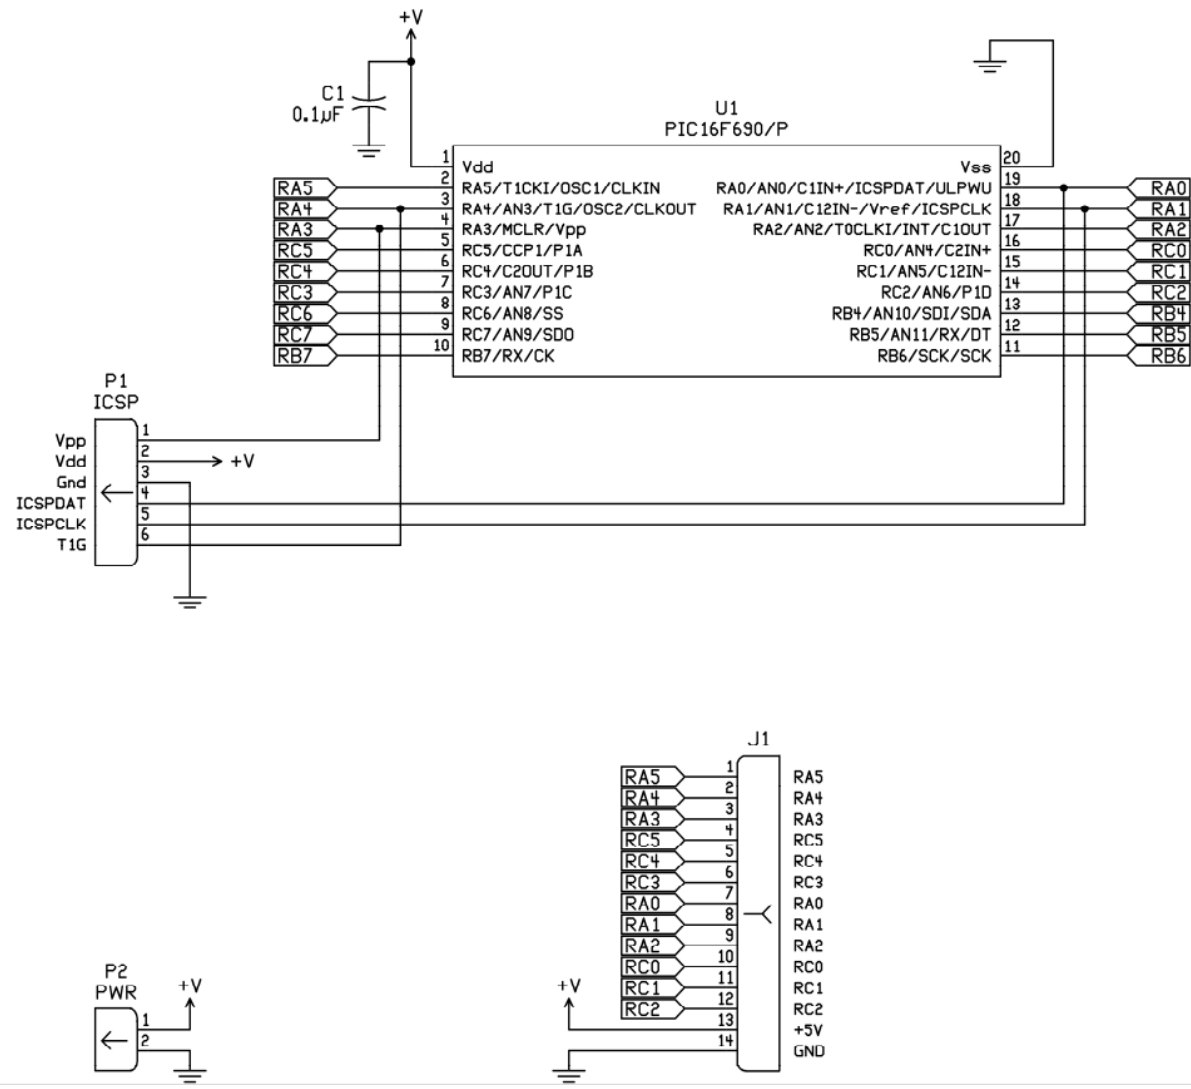 +V
C1
0.1µF
U1
PIC16F690/P
1 Vdd Vss 20
RA5 2 RA5/T1CKI/OSC1/CLKIN RA0/AN0/C1IN+/ICSPDAT/ULPWU 19 RA0
RA4 3 RA4/AN3/T1G/OSC2/CLKOUT RA1/AN1/C12IN-/Vref/ICSPCLK 18 RA1
RA3 4 RA3/MCLR/Vpp RA2/AN2/T0CLKI/INT/C1OUT 17 RA2
RC5 5 RC5/CCP1/P1A RC0/AN4/C2IN+ 16 RC0
RC4 6 RC4/C2OUT/P1B RC1/AN5/C12IN- 15 RC1
RC3 7 RC3/AN7/P1C RC2/AN6/P1D 14 RC2
RC6 8 RC6/AN8/SS RB4/AN10/SDI/SDA 13 RB4
RC7 9 RC7/AN9/SDO RB5/AN11/RX/DT 12 RB5
RB7 10 RB7/RX/CK RB6/SCK/SCK 11 RB6
P1
ICSP
Vpp 1
Vdd 2 +V
Gnd 3
ICSPDAT 4
ICSPCLK 5
T1G 6
J1
RA5 1 RA5
RA4 2 RA4
RA3 3 RA3
RC5 4 RC5
RC4 5 RC4
RC3 6 RC3
RA0 7 RA0
RA1 8 RA1
RA2 9 RA2
RC0 10 RC0
RC1 11 RC1
RC2 12 RC2
+V 13 +5V
14 GND
P2
PWR
+V
1
2